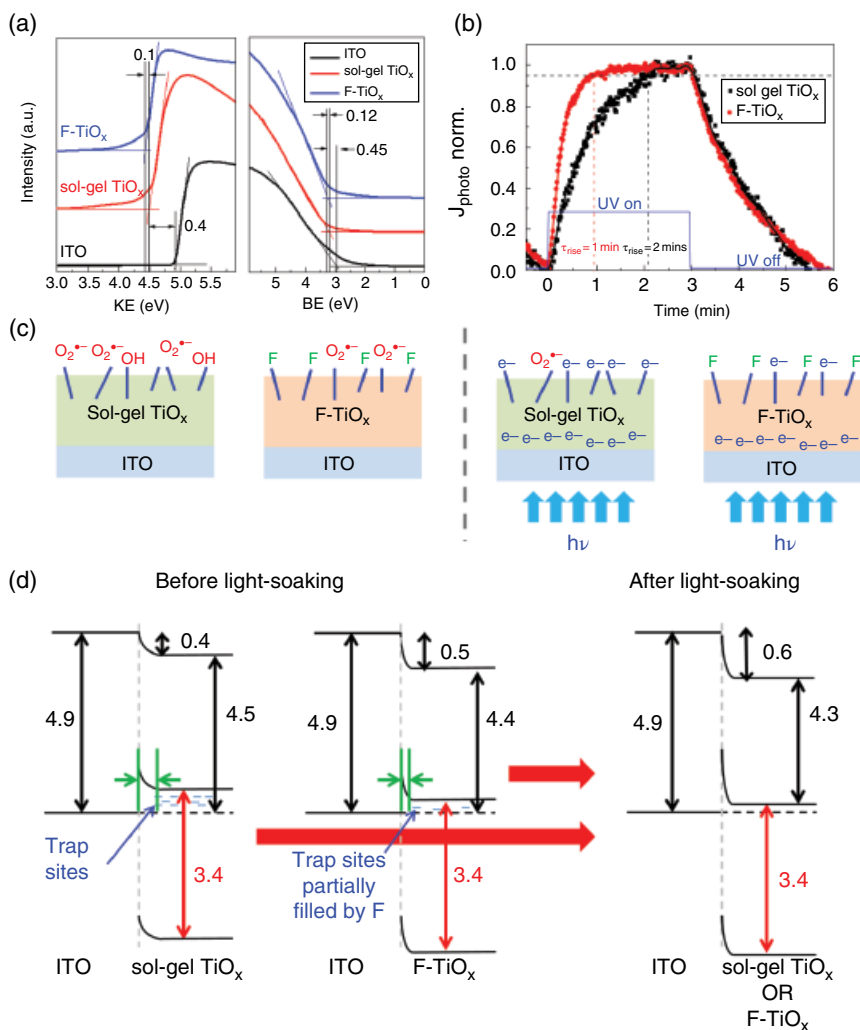 (a)
Intensity (a.u.)
0.1
F-TiOx
sol-gel TiOx
0.4
ITO
3.0 3.5 4.0 4.5 5.0 5.5
KE (eV)
ITO
sol-gel TiOx
F-TiOx
0.12
0.45
8 6 4 2 0
BE (eV)
(b)
J_photo norm.
1.0
0.8
0.6
0.4
0.2
0.0
sol gel TiOx
F-TiOx
UV on
τrise = 1 min τrise = 2 mins
UV off
0 1 2 3 4 5 6
Time (min)
(c)
O2•− O2•− OH O2•− OH
Sol-gel TiOx
ITO
F F O2•− O2•− F
F-TiOx
ITO
e− O2•− e− e− e− e−
Sol-gel TiOx
e− e− e− e− e− e− e−
ITO
hν
F F e− F e− F
F-TiOx
e− e− e− e− e− e− e−
ITO
hν
(d)
Before light-soaking
After light-soaking
0.4
4.9
4.5
Trap
sites
3.4
ITO
sol-gel TiOx
0.5
4.9
4.4
Trap sites
partially
filled by F
3.4
ITO
F-TiOx
0.6
4.9
4.3
3.4
ITO
sol-gel TiOx
OR
F-TiOx